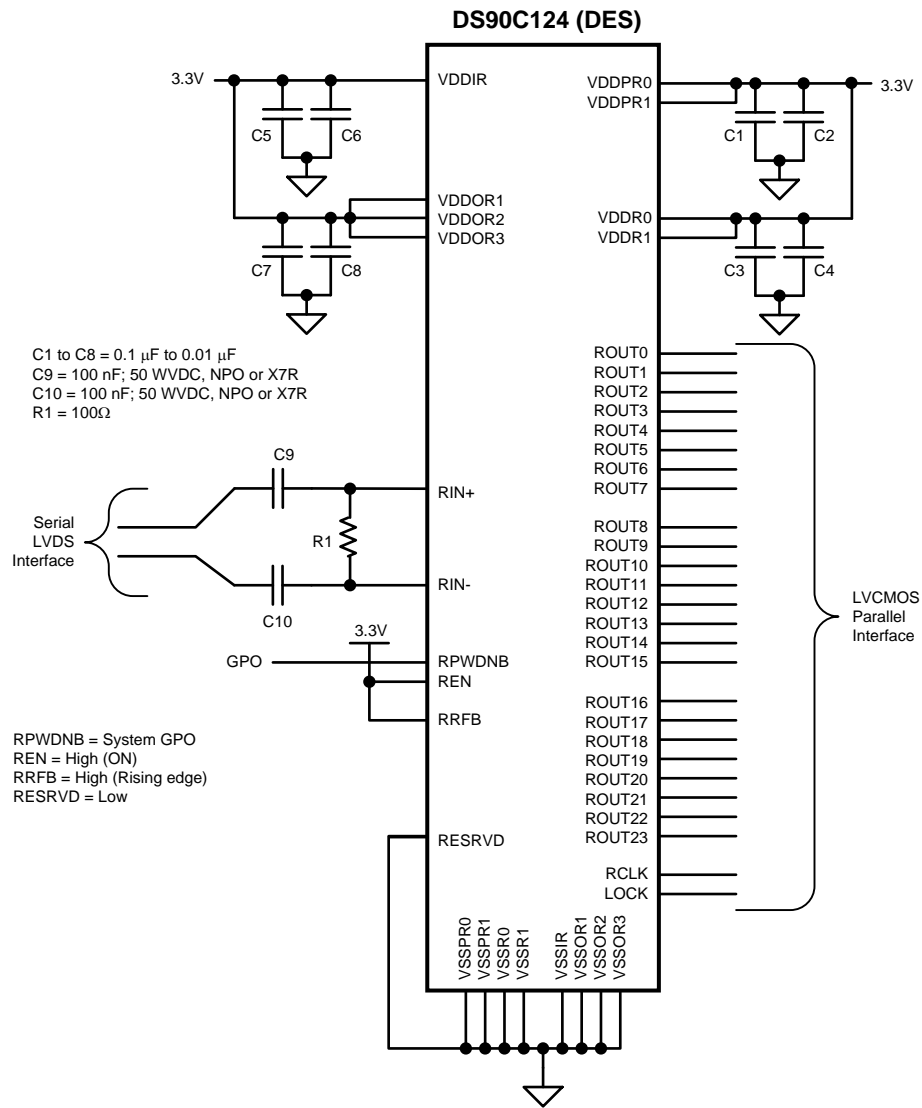 DS90C124 (DES)
3.3V
VDDIR
VDDPR0
VDDPR1
3.3V
C5
C6
C1
C2
VDDOR1
VDDOR2
VDDOR3
VDDR0
VDDR1
C7
C8
C3
C4
C1 to C8 = 0.1 μF to 0.01 μF
C9 = 100 nF; 50 WVDC, NPO or X7R
C10 = 100 nF; 50 WVDC, NPO or X7R
R1 = 100Ω
ROUT0
ROUT1
ROUT2
ROUT3
ROUT4
ROUT5
ROUT6
ROUT7
C9
RIN+
Serial
LVDS
Interface
R1
RIN-
C10
ROUT8
ROUT9
ROUT10
ROUT11
ROUT12
ROUT13
ROUT14
ROUT15
LVCMOS
Parallel
Interface
3.3V
GPO
RPWDNB
REN
RRFB
ROUT16
ROUT17
ROUT18
ROUT19
ROUT20
ROUT21
ROUT22
ROUT23
RPWDNB = System GPO
REN = High (ON)
RRFB = High (Rising edge)
RESRVD = Low
RESRVD
RCLK
LOCK
VSSPR0
VSSPR1
VSSR0
VSSR1
VSSIR
VSSOR1
VSSOR2
VSSOR3